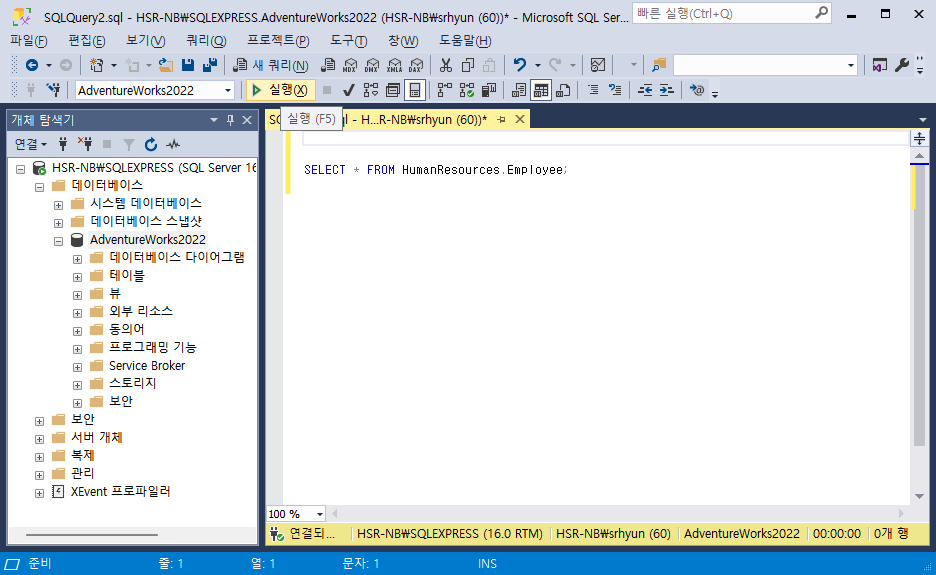 SQLQuery2.sql - HSR-NB₩SQLEXPRESS.AdventureWorks2022 (HSR-NB₩srhyun (60))* - Microsoft SQL Ser...
빠른 실행(Ctrl+Q)
파일(F) 편집(E) 보기(V) 쿼리(Q) 프로젝트(P) 도구(T) 창(W) 도움말(H)
새 쿼리(N) MDX DMX XMLA DAX
AdventureWorks2022 실행(X)
개체 탐색기
실행 (F5)
H...R-NB₩srhyun (60))*
연결
SELECT * FROM HumanResources.Employee;
HSR-NB₩SQLEXPRESS (SQL Server 16
데이터베이스
시스템 데이터베이스
데이터베이스 스냅샷
AdventureWorks2022
데이터베이스 다이어그램
테이블
뷰
외부 리소스
동의어
프로그래밍 기능
Service Broker
스토리지
보안
보안
서버 개체
복제
관리
XEvent 프로파일러
100 %
연결되... HSR-NB₩SQLEXPRESS (16.0 RTM) HSR-NB₩srhyun (60) AdventureWorks2022 00:00:00 0개 행
준비 줄: 1 열: 1 문자: 1 INS